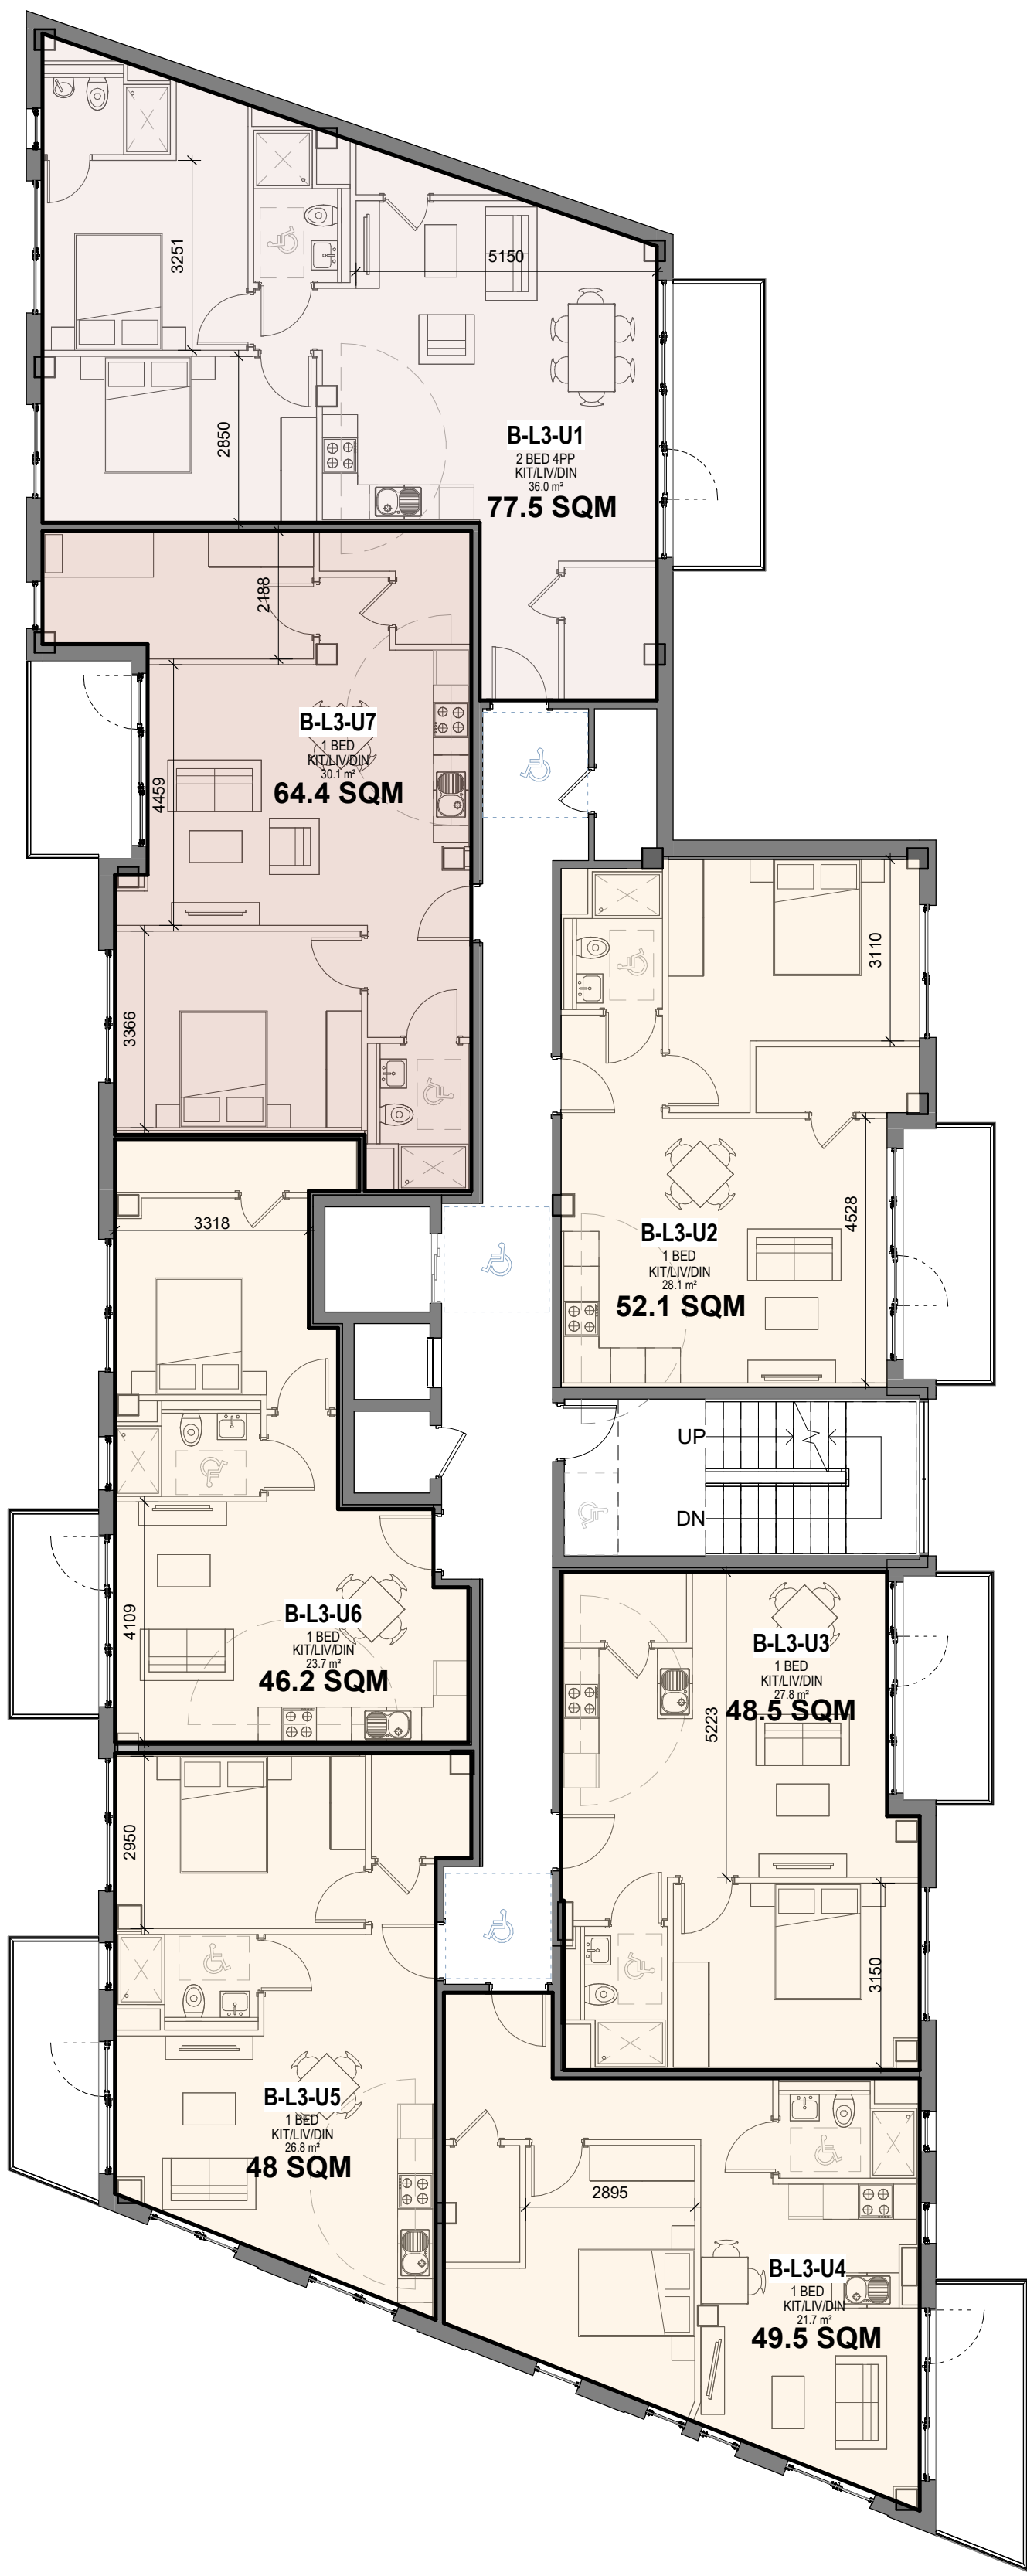 3251
5150
2850
B-L3-U1
2 BED 4PP
KIT/LIV/DIN
36.0 m²
77.5 SQM
2188
B-L3-U7
1 BED
KIT/LIV/DIN
30.1 m²
64.4 SQM
4459
3366
3110
4528
B-L3-U2
1 BED
KIT/LIV/DIN
28.1 m²
52.1 SQM
3318
UP
DN
4109
B-L3-U6
1 BED
KIT/LIV/DIN
23.7 m²
46.2 SQM
B-L3-U3
1 BED
KIT/LIV/DIN
27.8 m²
48.5 SQM
5223
2950
3150
B-L3-U5
1 BED
KIT/LIV/DIN
26.8 m²
48 SQM
2895
B-L3-U4
1 BED
KIT/LIV/DIN
21.7 m²
49.5 SQM